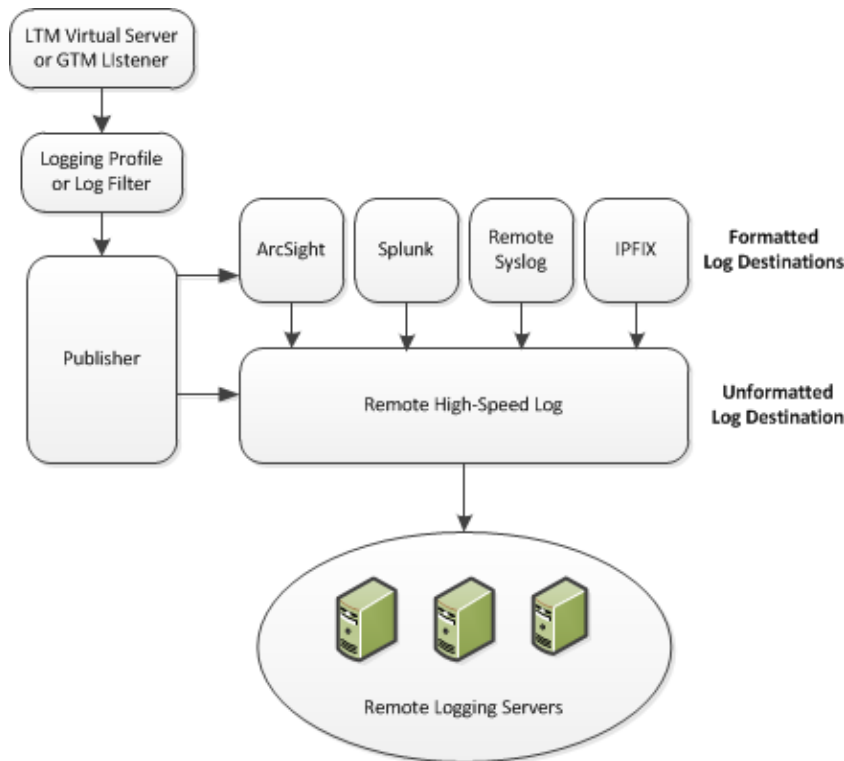 LTM Virtual Server
or GTM LIstener
Logging Profile
or Log Filter
Publisher
ArcSight
Splunk
Remote
Syslog
IPFIX
Formatted
Log Destinations
Remote High-Speed Log
Unformatted
Log Destination
Remote Logging Servers